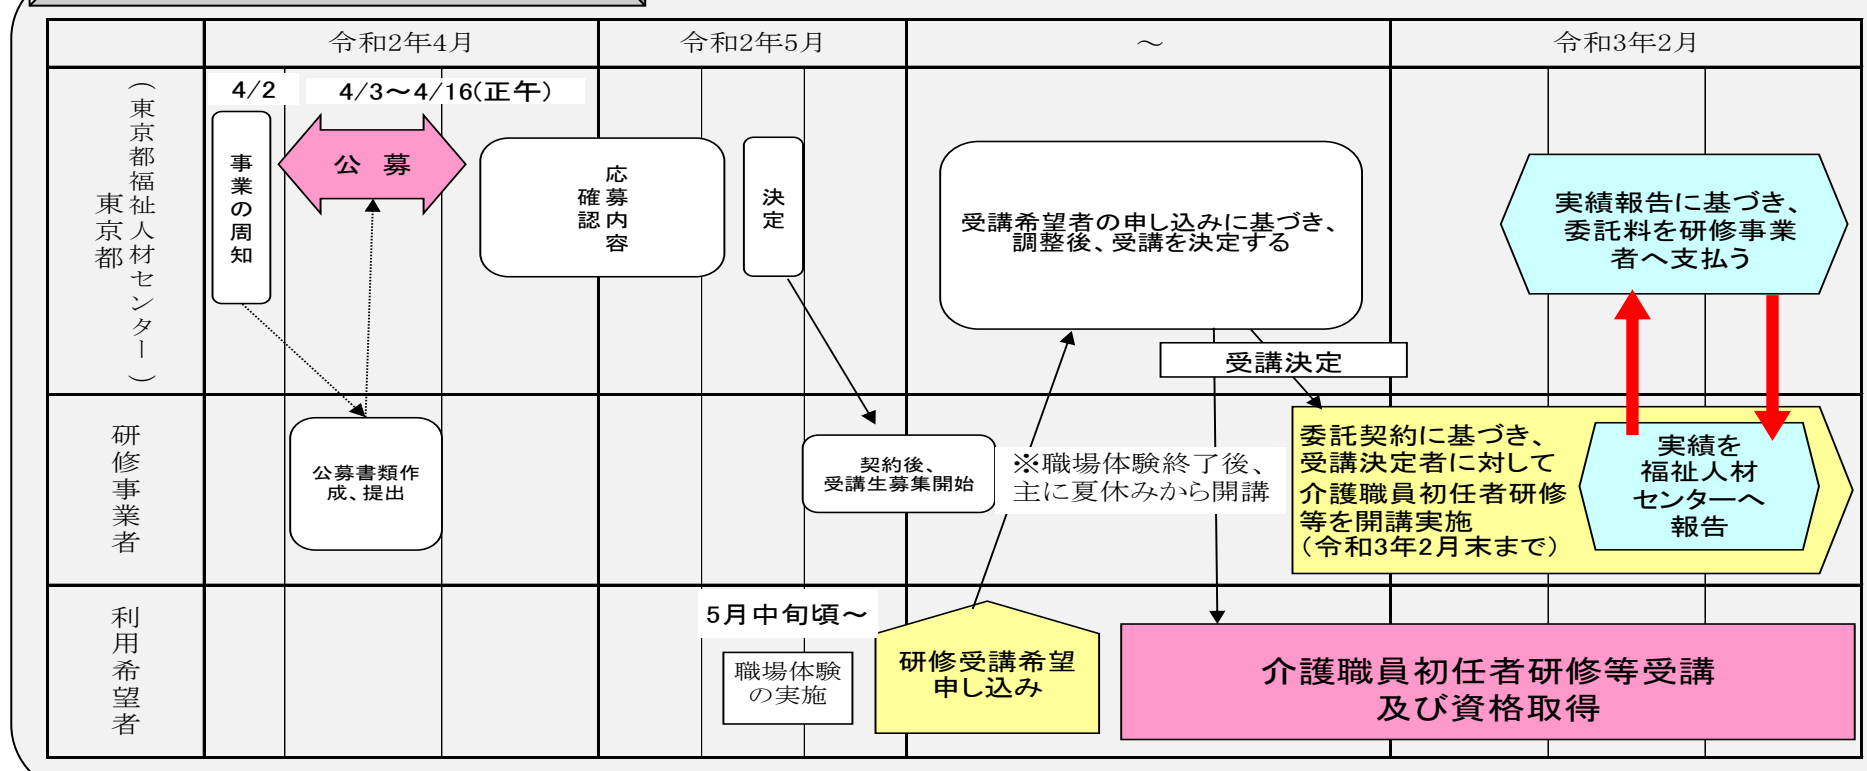 令和2年4月
令和2年5月
～
令和3年2月
東京都
（東京都福祉人材センター）
4/2
4/3～4/16(正午)
事業の周知
公　募
応募内容
確認
決定
受講希望者の申し込みに基づき、
調整後、受講を決定する
実績報告に基づき、
委託料を研修事業
者へ支払う
受講決定
研修事業者
公募書類作
成、提出
契約後、
受講生募集開始
※職場体験終了後、
主に夏休みから開講
委託契約に基づき、
受講決定者に対して
介護職員初任者研修
等を開講実施
（令和3年2月末まで）
実績を
福祉人材
センターへ
報告
利用希望者
5月中旬頃～
職場体験
の実施
研修受講希望
申し込み
介護職員初任者研修等受講
及び資格取得